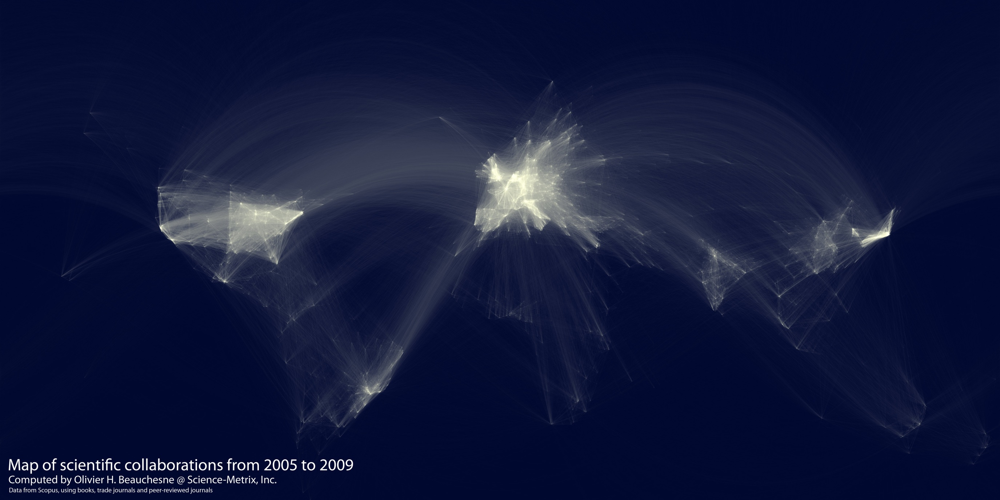 Map of scientific collaborations from 2005 to 2009
Computed by Olivier H. Beauchesne @ Science-Metrix, Inc.
Data from Scopus, using books, trade journals and peer-reviewed journals